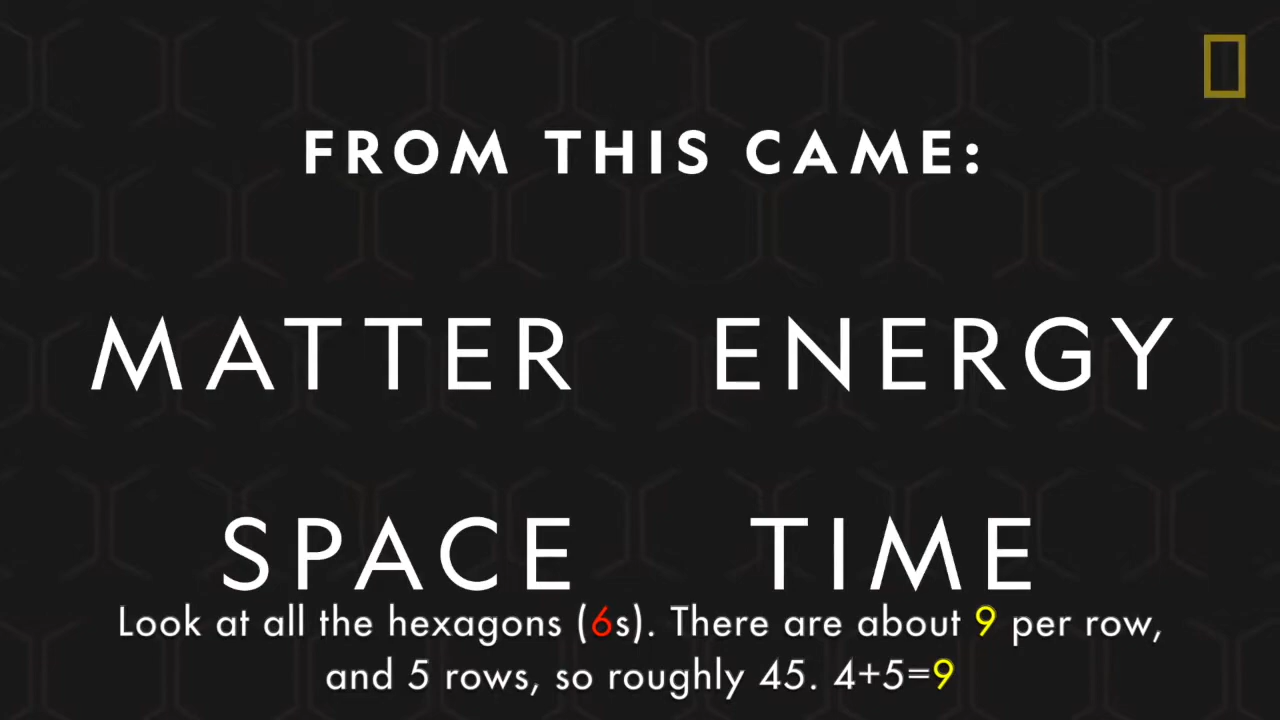 FROM THIS CAME:
MATTER ENERGY
SPACE TIME
Look at all the hexagons (6s). There are about 9 per row,
and 5 rows, so roughly 45. 4+5=9